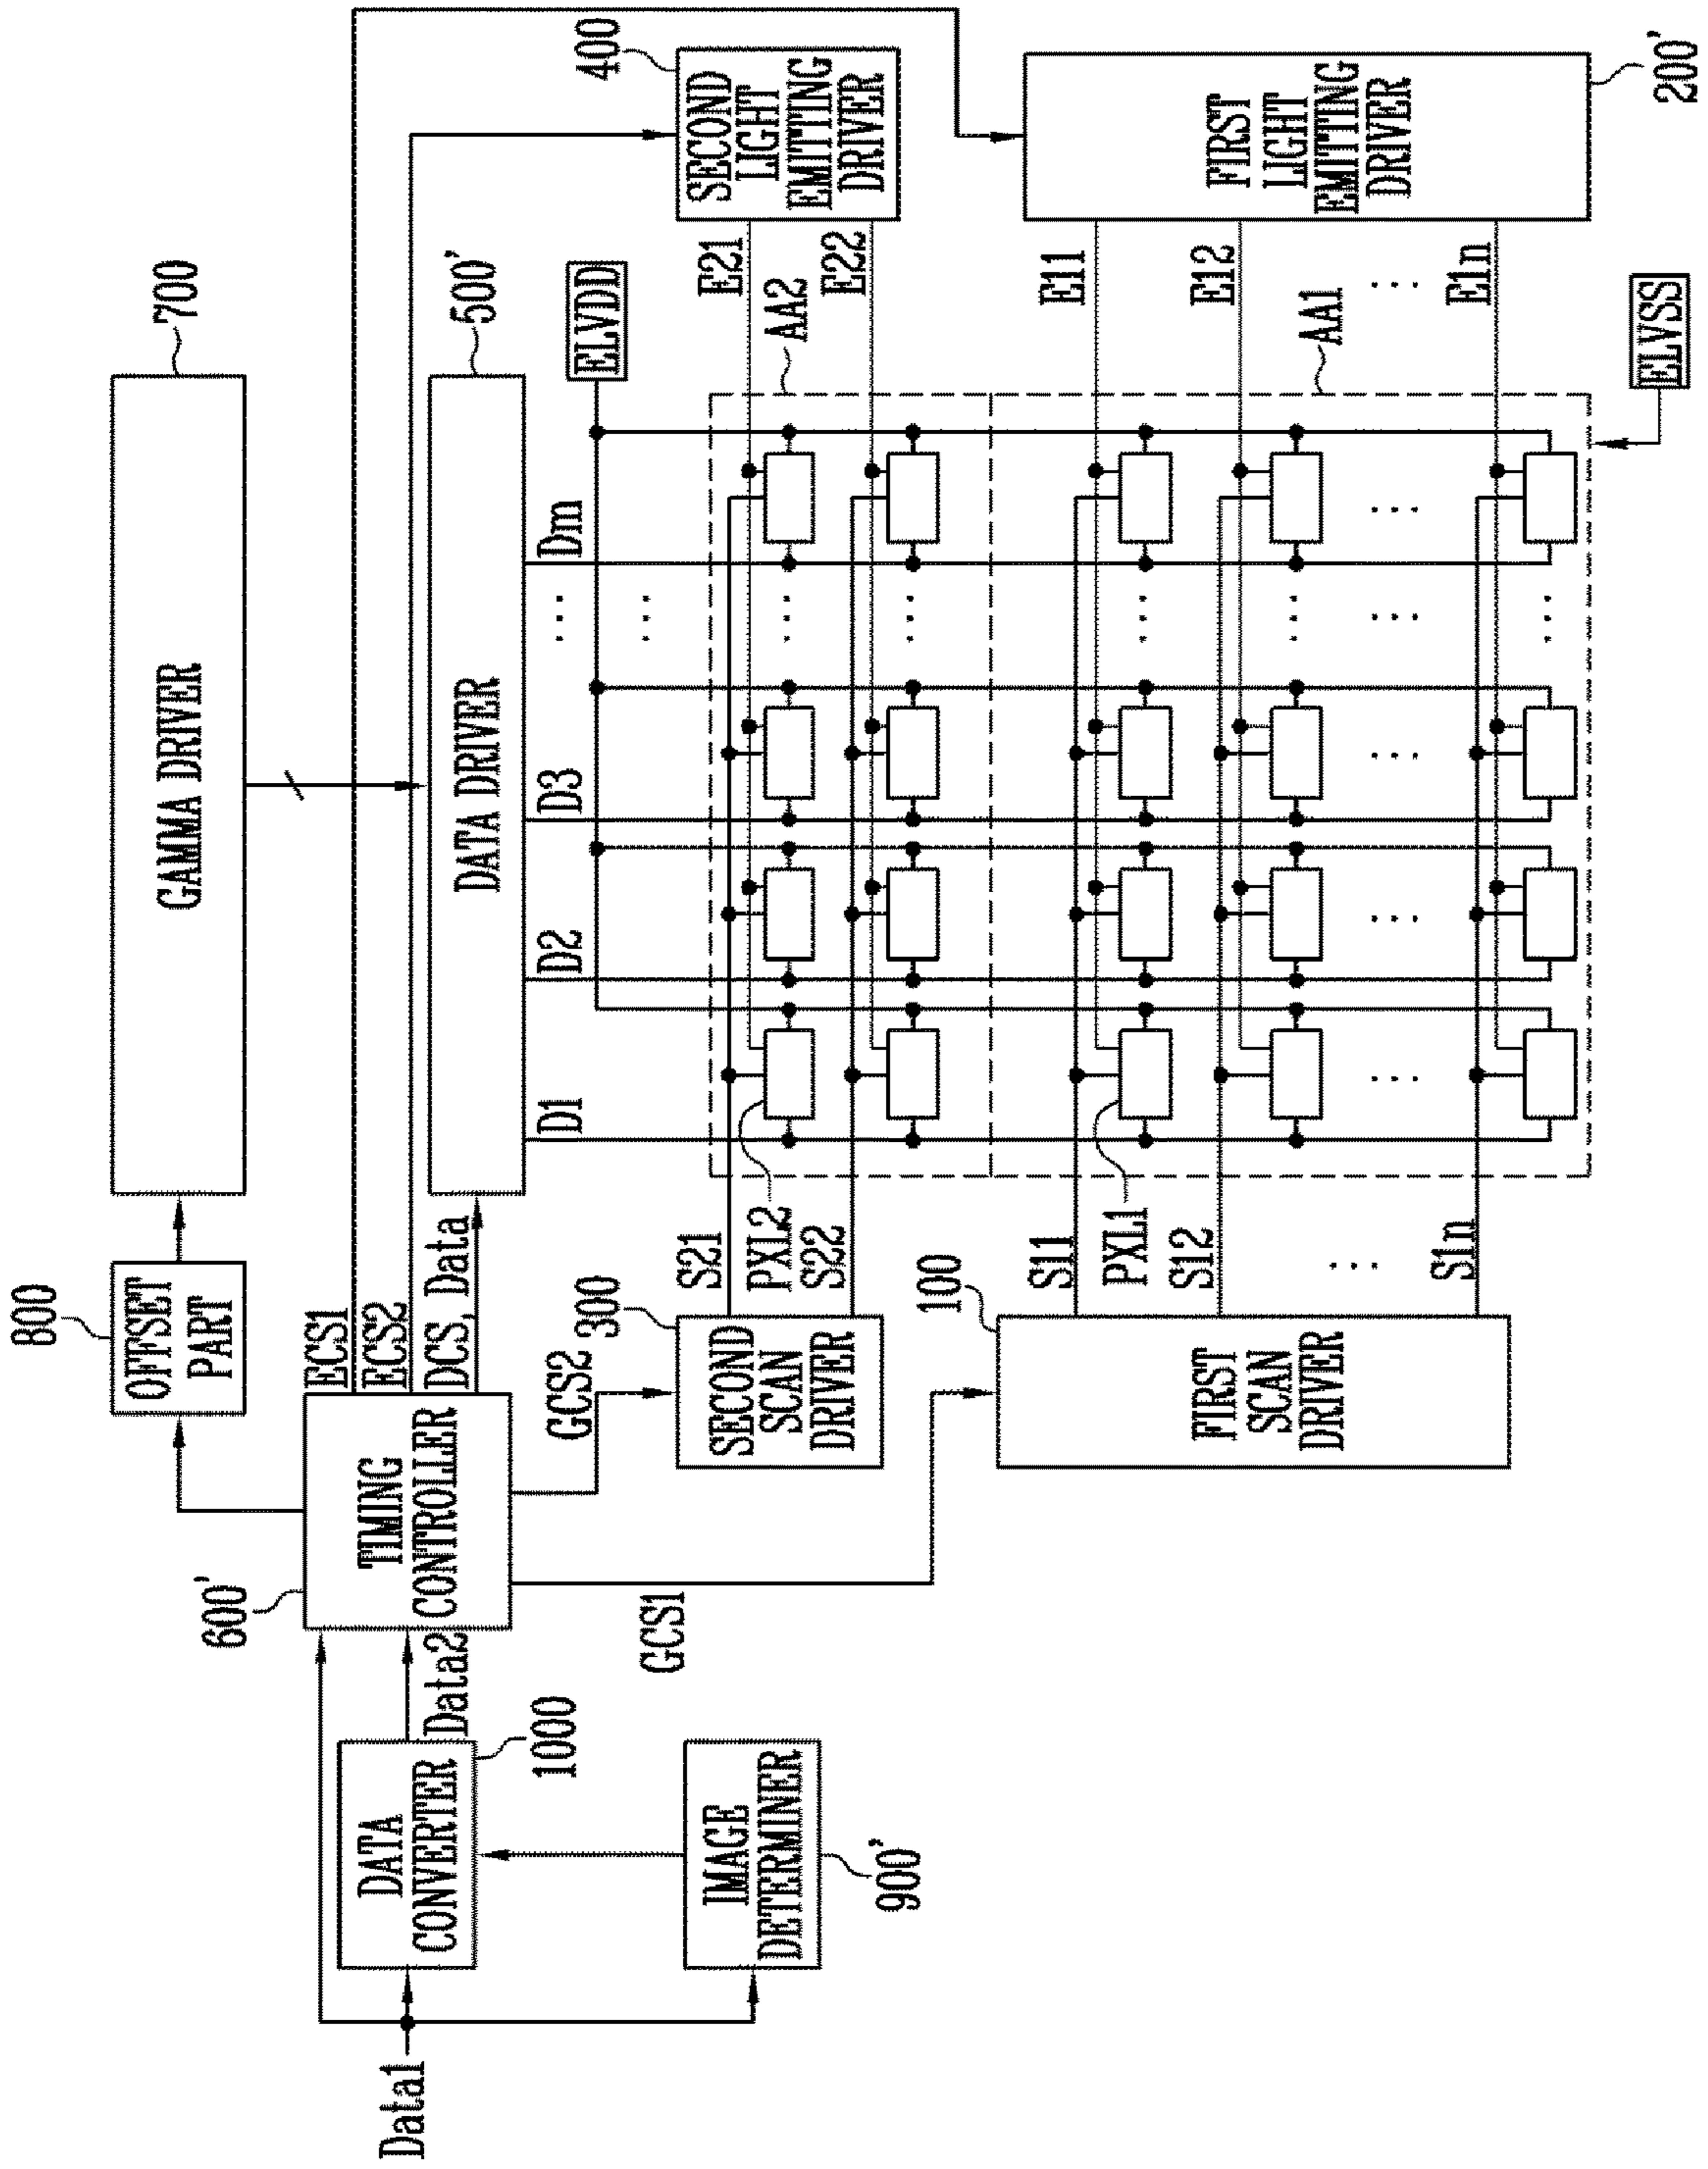 800
OFFSET
PART
GAMMA DRIVER
700
600'
TIMING
CONTROLLER
ECS1
ECS2
DCS, Data
DATA DRIVER
500'
Data1
DATA
CONVERTER
Data2
1000
IMAGE
DETERMINER
900'
GCS2
GCS1
D1
D2
D3
...
Dm
ELVDD
...
300
SECOND
SCAN
DRIVER
S21
PXL2
S22
... 
...
AA2
E21
E22
400
SECOND
LIGHT
EMITTING
DRIVER
100
FIRST
SCAN
DRIVER
S11
PXL1
S12
...
S1n
...
...
... ... ... ... ...
...
AA1
E11
E12
...
E1n
FIRST
LIGHT
EMITTING
DRIVER
200'
ELVSS